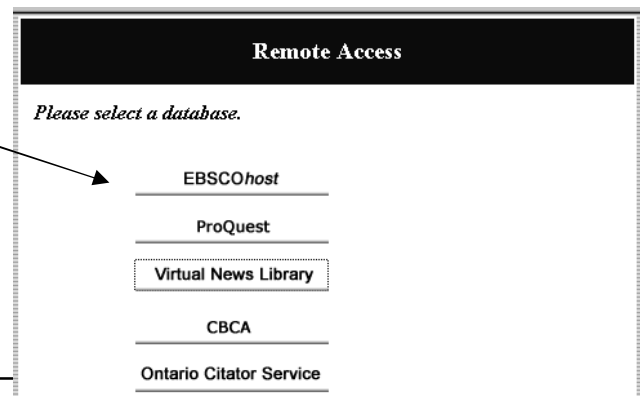 Remote Access
Please select a database.
EBSCOhost
ProQuest
Virtual News Library
CBCA
Ontario Citator Service